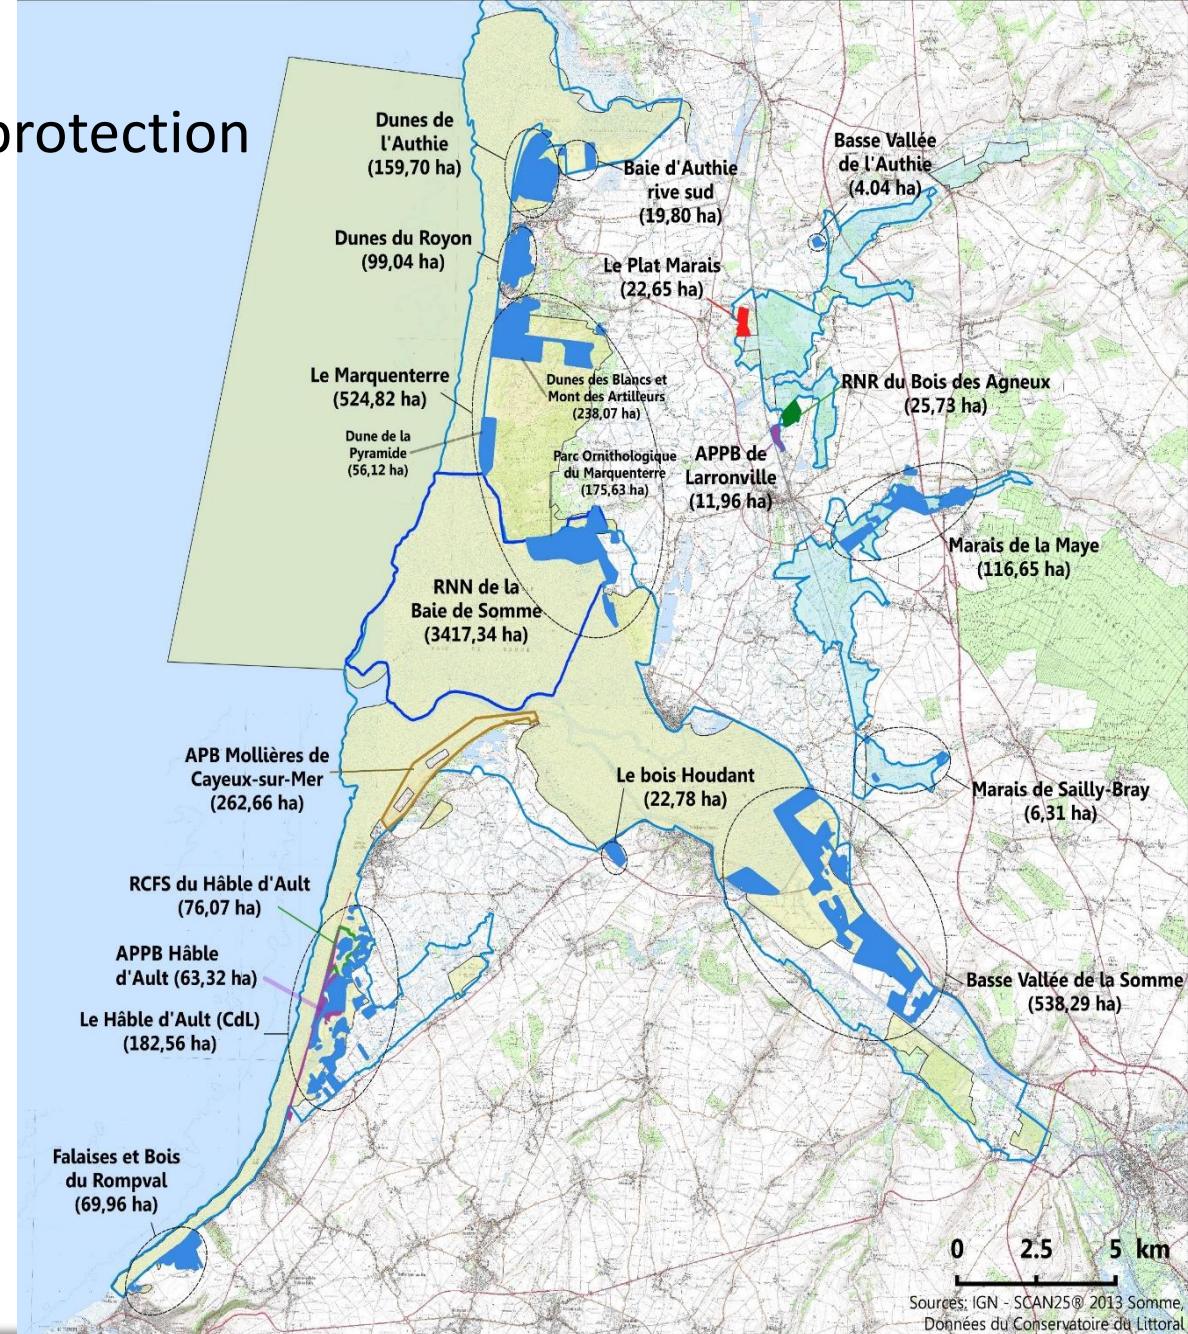 protection
Dunes de
l'Authie
(159,70 ha)
Baie d'Authie
rive sud
(19,80 ha)
Basse Vallée
de l'Authie
(4.04 ha)
Dunes du Royon
(99,04 ha)
Le Plat Marais
(22,65 ha)
Le Marquenterre
(524,82 ha)
Dunes des Blancs et
Mont des Artilleurs
(238,07 ha)
RNR du Bois des Agneux
(25,73 ha)
Dune de la
Pyramide
(56,12 ha)
Parc Ornithologique
du Marquenterre
(175,63 ha)
APPB de
Larronville
(11,96 ha)
Marais de la Maye
(116,65 ha)
RNN de la
Baie de Somme
(3417,34 ha)
APB Mollières de
Cayeux-sur-Mer
(262,66 ha)
Le bois Houdant
(22,78 ha)
Marais de Sailly-Bray
(6,31 ha)
RCFS du Hâble d'Ault
(76,07 ha)
APPB Hâble
d'Ault (63,32 ha)
Le Hâble d'Ault (CdL)
(182,56 ha)
Basse Vallée de la Somme
(538,29 ha)
Falaises et Bois
du Rompval
(69,96 ha)
0 2.5 5 km
Sources: IGN - SCAN25® 2013 Somme,
Données du Conservatoire du Littoral